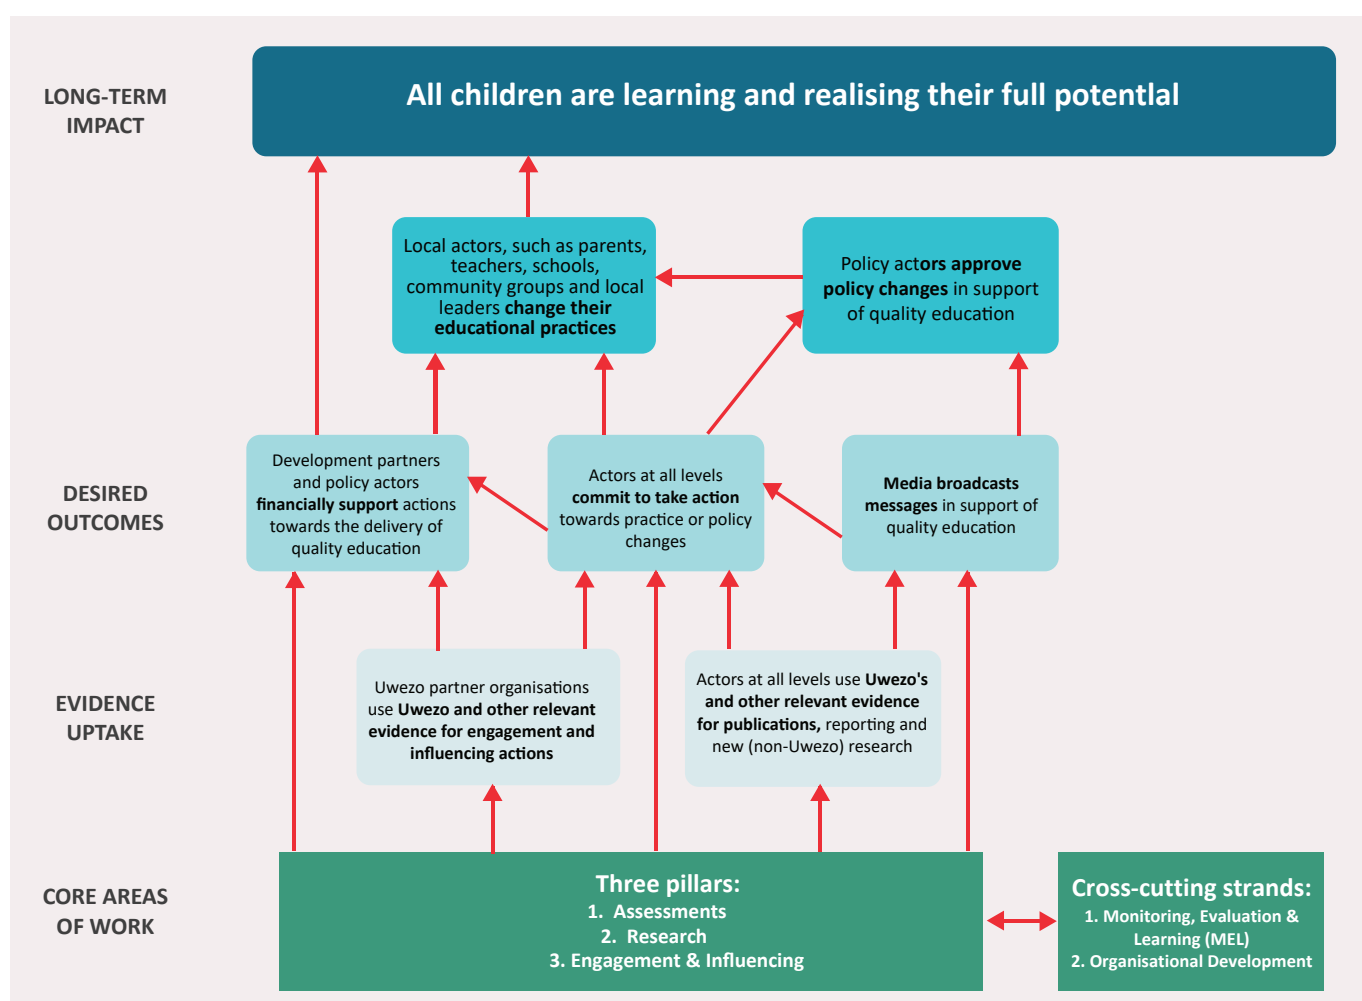 LONG-TERM
IMPACT
All children are learning and realising their full potentlal
Local actors, such as parents,
teachers, schools,
community groups and local
leaders change their
educational practices
Policy actors approve
policy changes in support
of quality education
DESIRED
OUTCOMES
Development partners
and policy actors
financially support actions
towards the delivery of
quality education
Actors at all levels
commit to take action
towards practice or policy
changes
Media broadcasts
messages in support of
quality education
EVIDENCE
UPTAKE
Uwezo partner organisations
use Uwezo and other relevant
evidence for engagement and
influencing actions
Actors at all levels use Uwezo's
and other relevant evidence
for publications, reporting and
new (non-Uwezo) research
CORE AREAS
OF WORK
Three pillars:
1. Assessments
2. Research
3. Engagement & Influencing
Cross-cutting strands:
1. Monitoring, Evaluation &
Learning (MEL)
2. Organisational Development